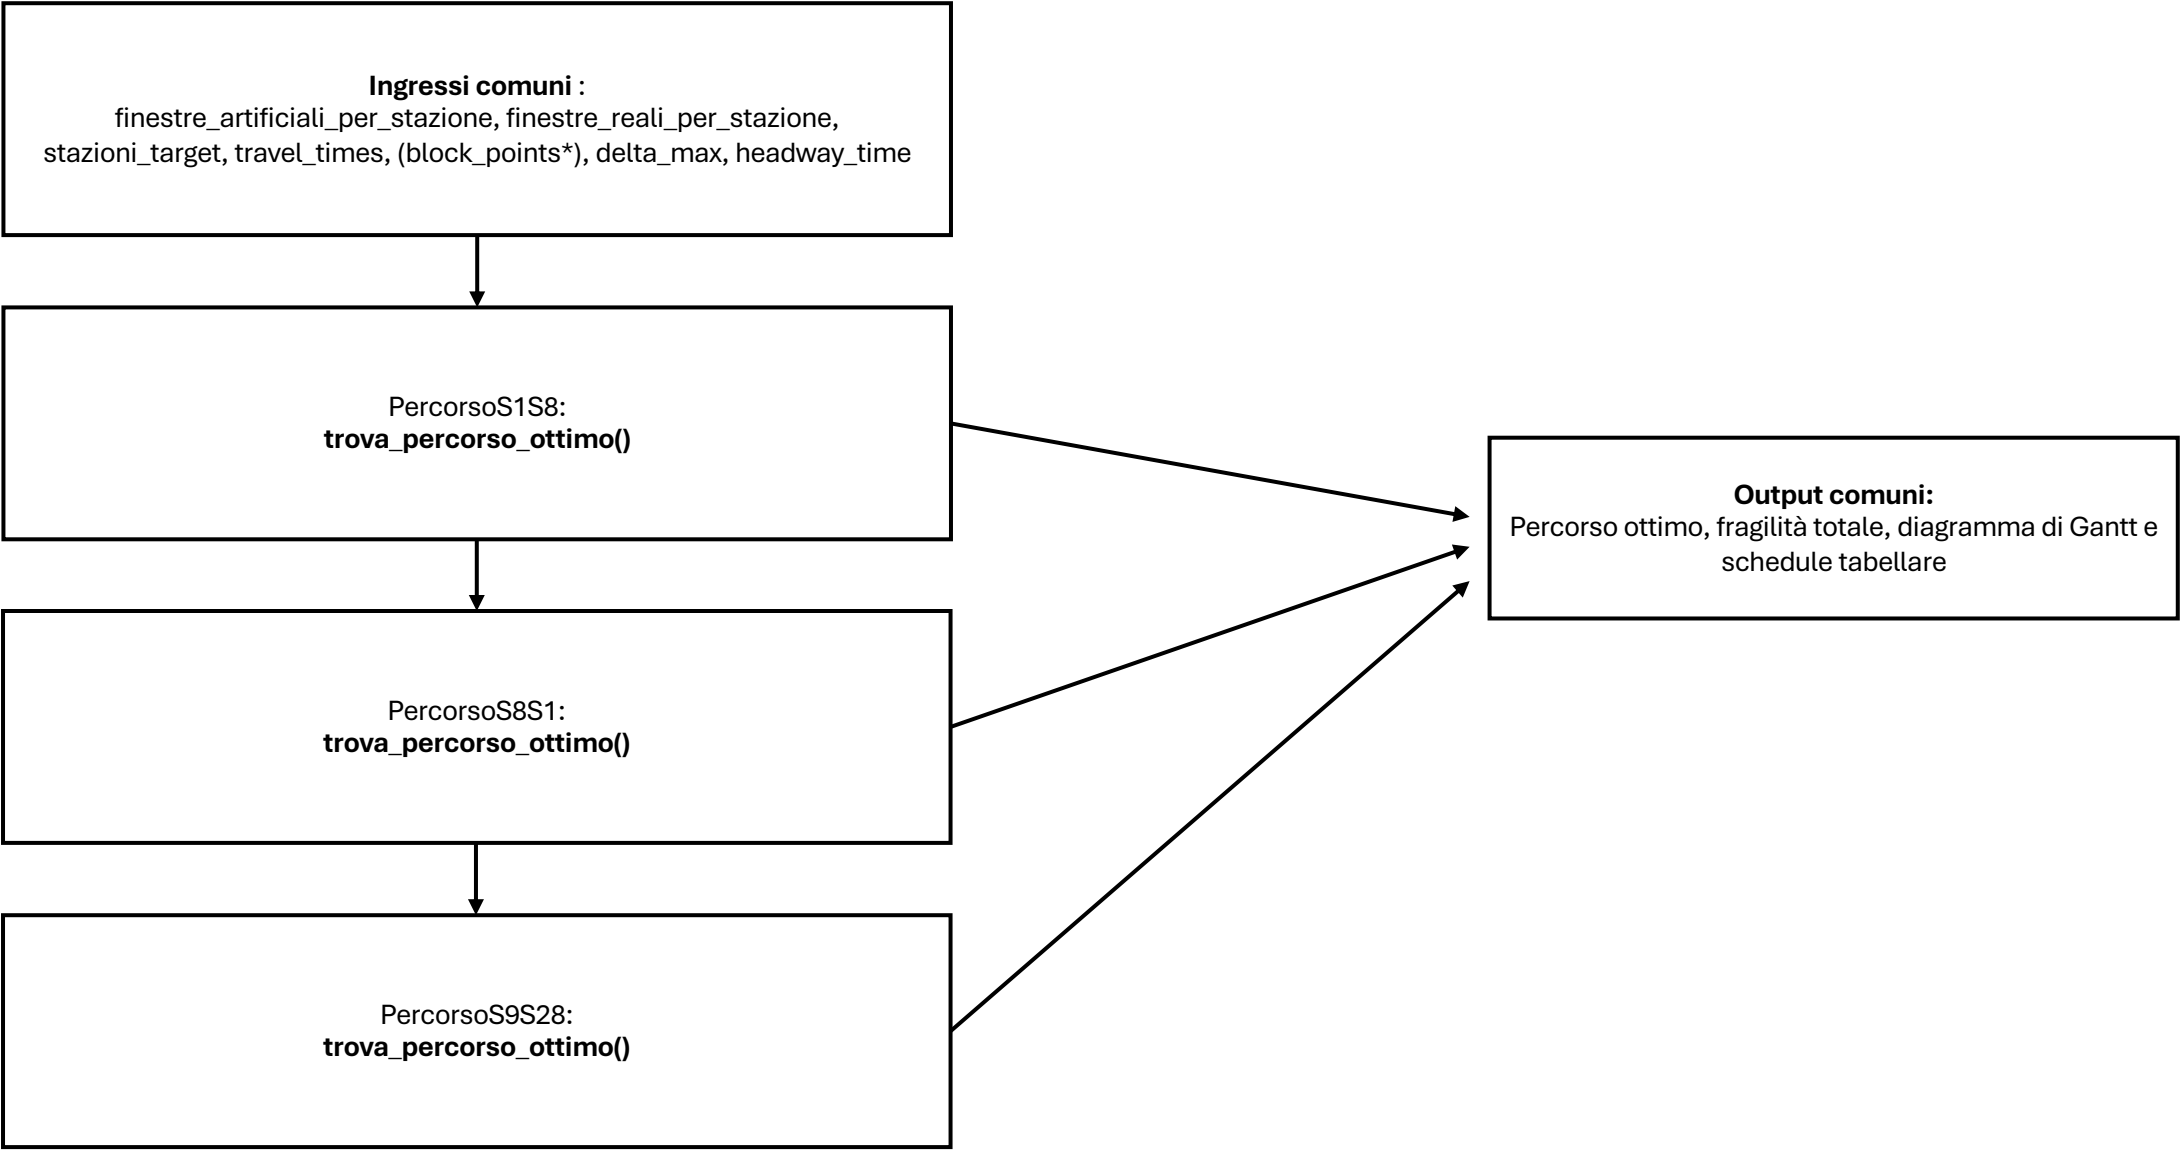 Ingressi comuni :
finestre_artificiali_per_stazione, finestre_reali_per_stazione,
stazioni_target, travel_times, (block_points*), delta_max, headway_time
PercorsoS1S8:
trova_percorso_ottimo()
Output comuni:
Percorso ottimo, fragilità totale, diagramma di Gantt e
schedule tabellare
PercorsoS8S1:
trova_percorso_ottimo()
PercorsoS9S28:
trova_percorso_ottimo()